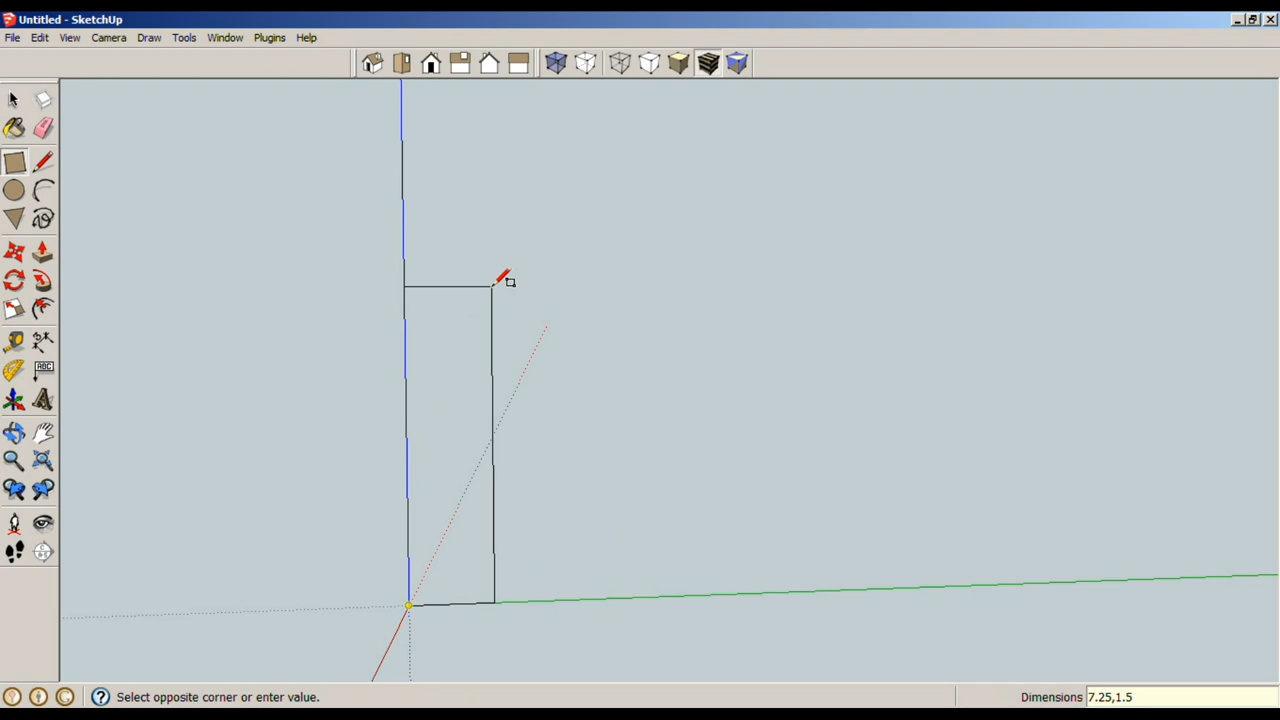 Untitled - SketchUp
File Edit View Camera Draw Tools Window Plugins Help
ABC
Select opposite corner or enter value. Dimensions 7.25,1.5